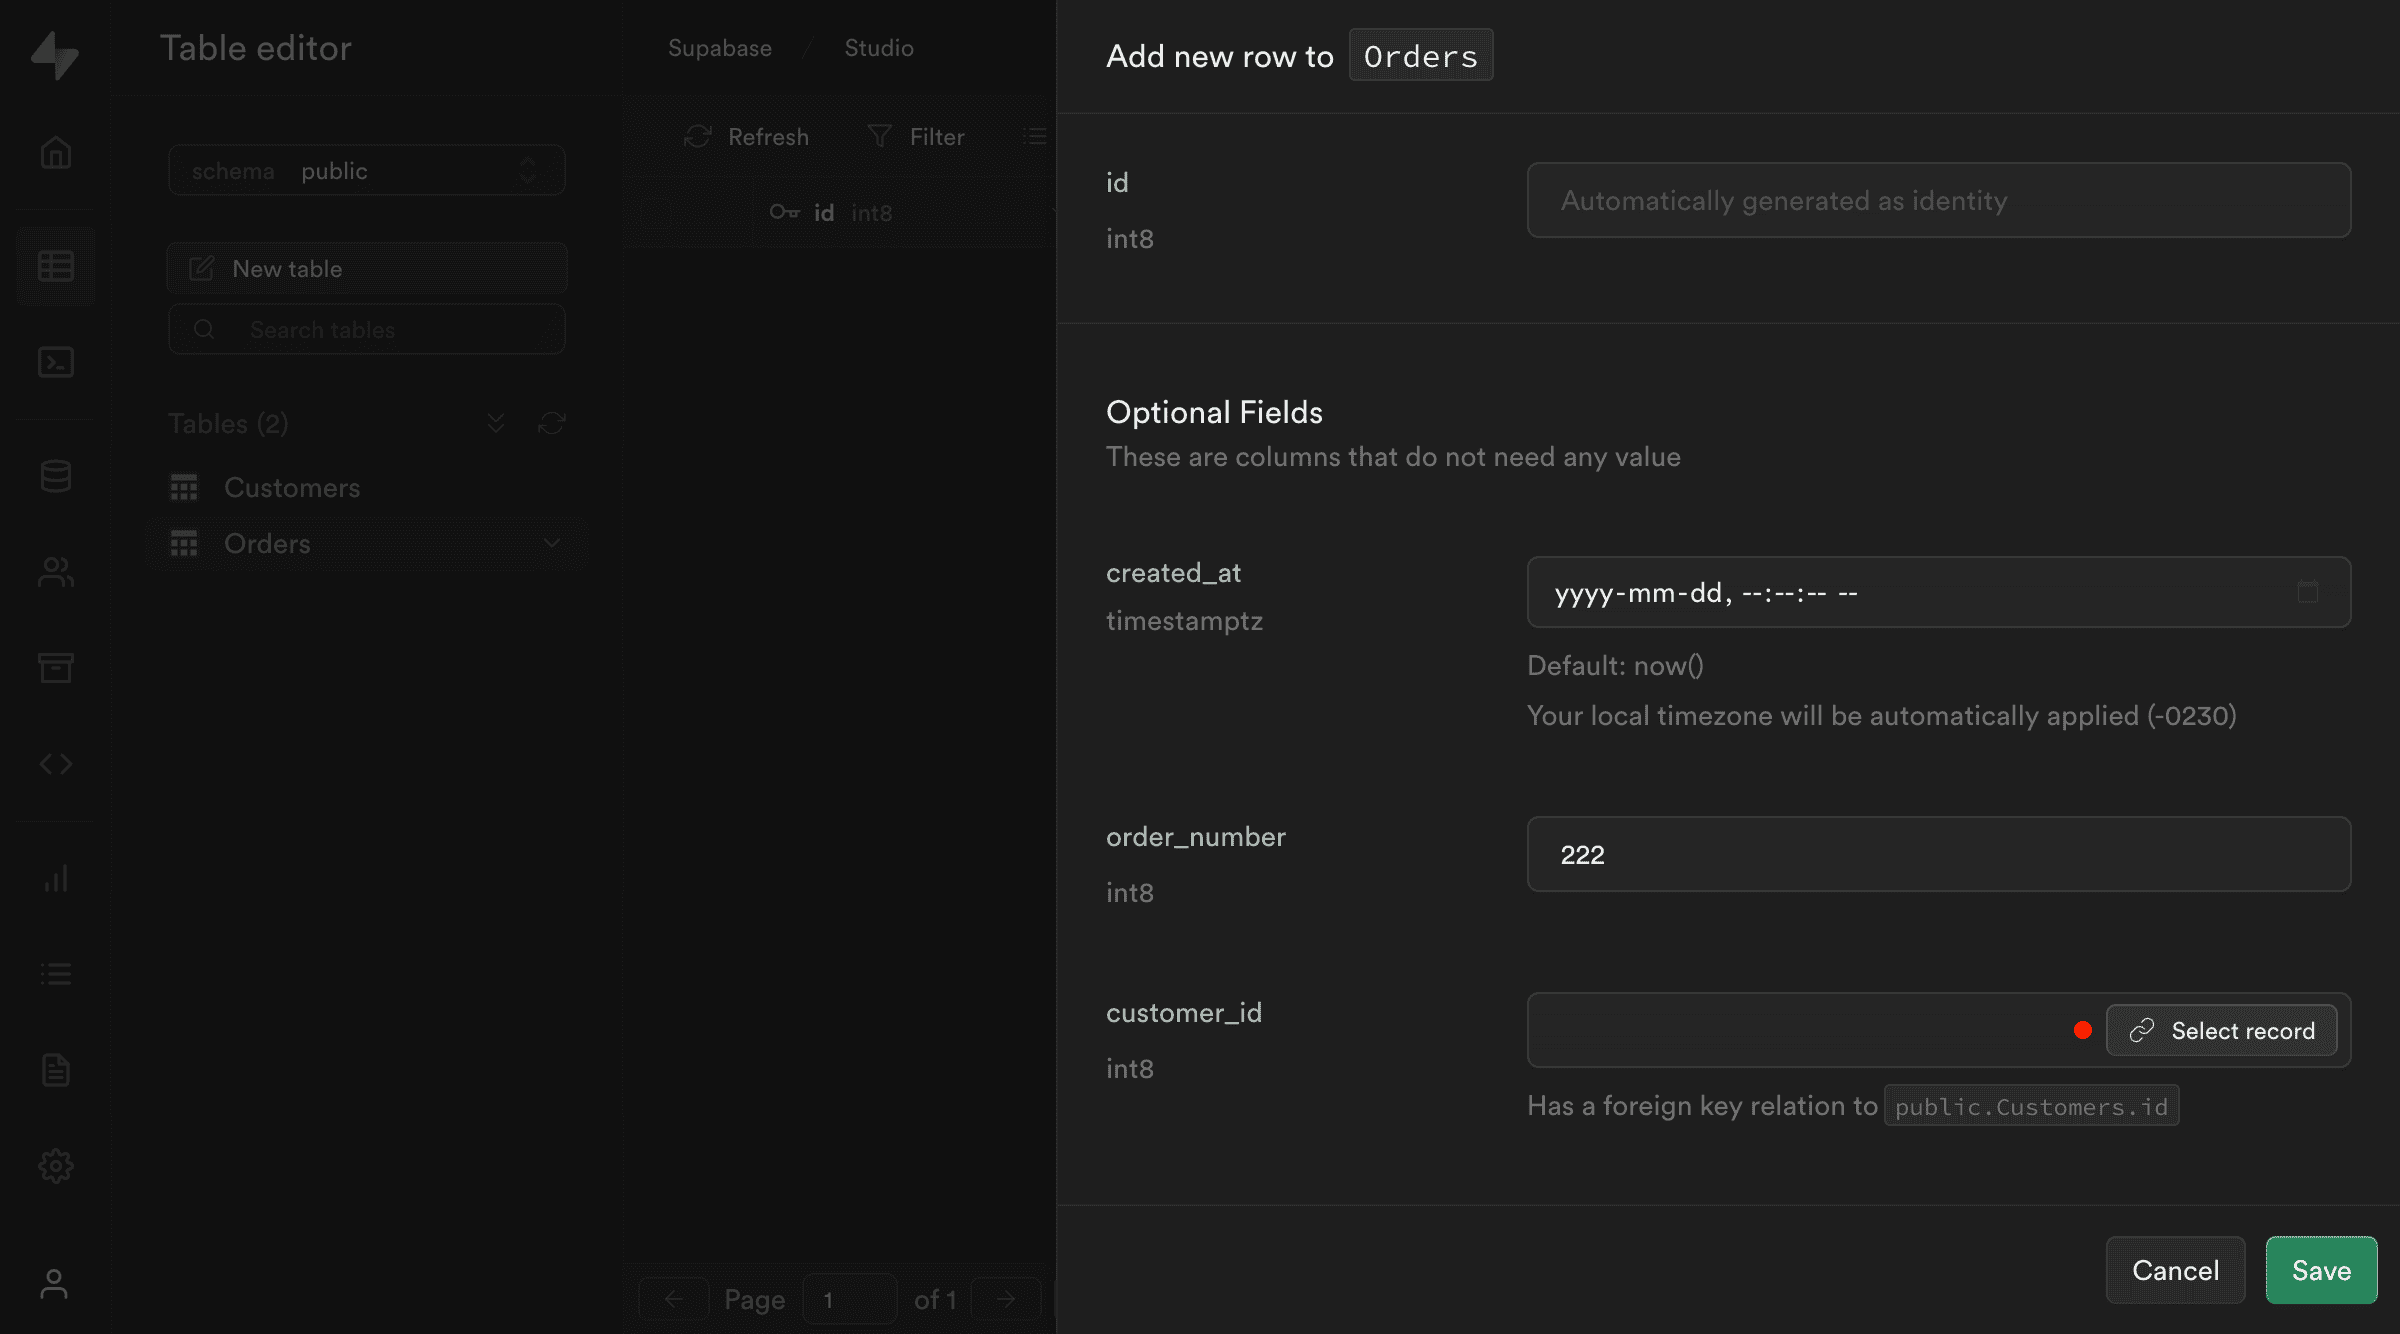 Table editor
schema public
New table
Search tables
Tables (2)
Customers
Orders
Supabase / Studio
Refresh Filter
id int8
Page 1 of 1
Add new row to Orders
id
int8
Automatically generated as identity
Optional Fields
These are columns that do not need any value
created_at
timestamptz
yyyy-mm-dd, --:--:-- --
Default: now()
Your local timezone will be automatically applied (-0230)
order_number
int8
222
customer_id
int8
Select record
Has a foreign key relation to public.Customers.id
Cancel Save